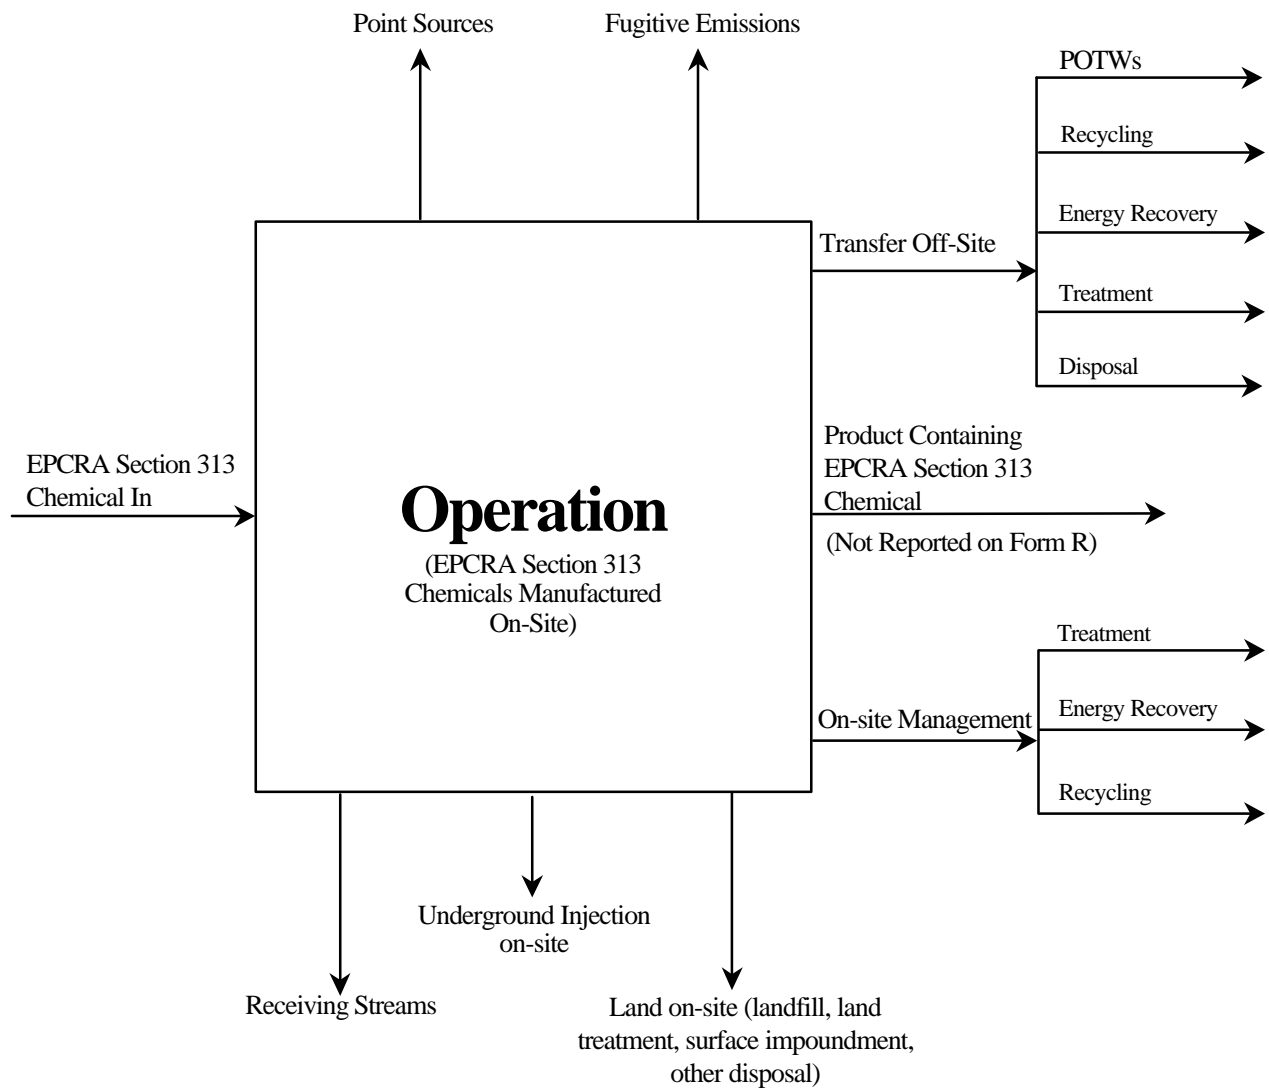 Point Sources
Fugitive Emissions
POTWs
Recycling
Energy Recovery
Transfer Off-Site
Treatment
Disposal
Product Containing
EPCRA Section 313
Chemical
(Not Reported on Form R)
EPCRA Section 313
Chemical In
Operation
(EPCRA Section 313
Chemicals Manufactured
On-Site)
Treatment
On-site Management
Energy Recovery
Recycling
Underground Injection
on-site
Receiving Streams
Land on-site (landfill, land
treatment, surface impoundment,
other disposal)